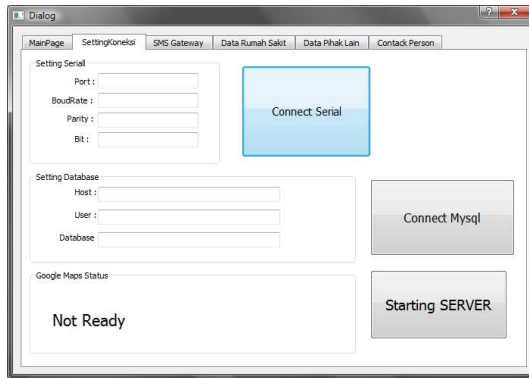 Dialog
MainPage SettingKoneksi SMS Gateway Data Rumah Sakit Data Pihak Lain Contack Person
Setting Seriall
Port :
BoudRate :
Parity :
Bit :
Connect Serial
Setting Database
Host :
User :
Database
Connect Mysql
Google Maps Status
Not Ready
Starting SERVER